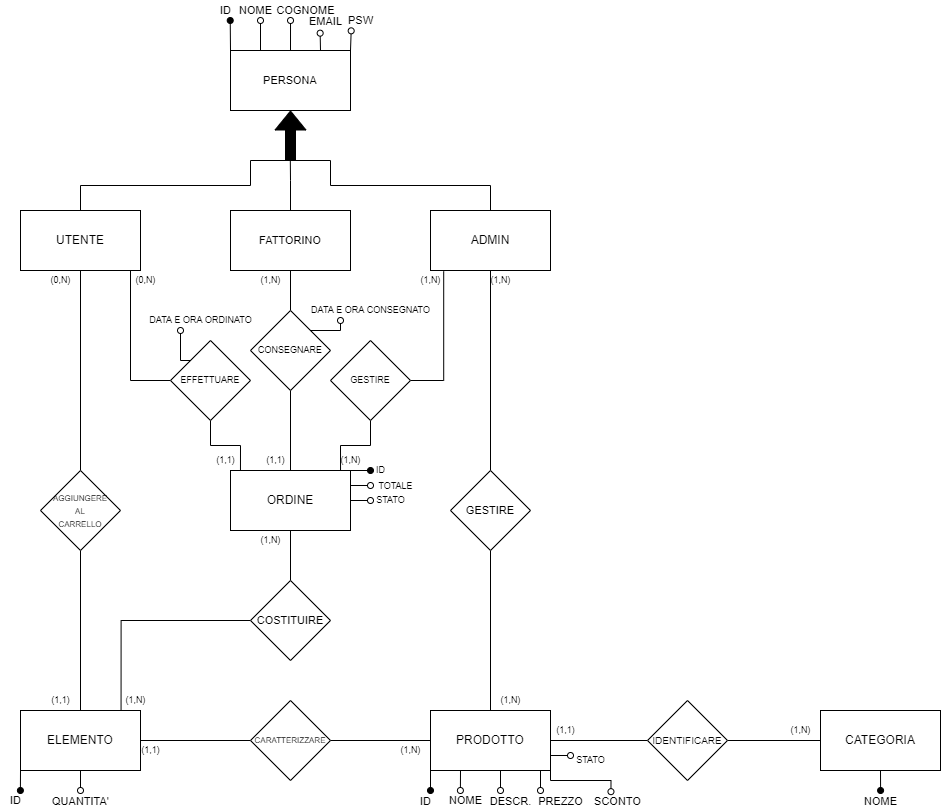 ID NOME COGNOME
EMAIL PSW
PERSONA
UTENTE FATTORINO ADMIN
(0,N) (0,N) (1,N) (1,N) (1,N)
DATA E ORA ORDINATO DATA E ORA CONSEGNATO
CONSEGNARE
EFFETTUARE GESTIRE
(1,1) (1,1) (1,N)
ID
TOTALE
ORDINE STATO
AGGIUNGERE
AL
CARRELLO
GESTIRE
(1,N)
COSTITUIRE
(1,1) (1,N) (1,N)
ELEMENTO CARATTERIZZARE PRODOTTO IDENTIFICARE CATEGORIA
(1,1) (1,N) (1,1) (1,N)
STATO
ID QUANTITA' ID NOME DESCR. PREZZO SCONTO NOME